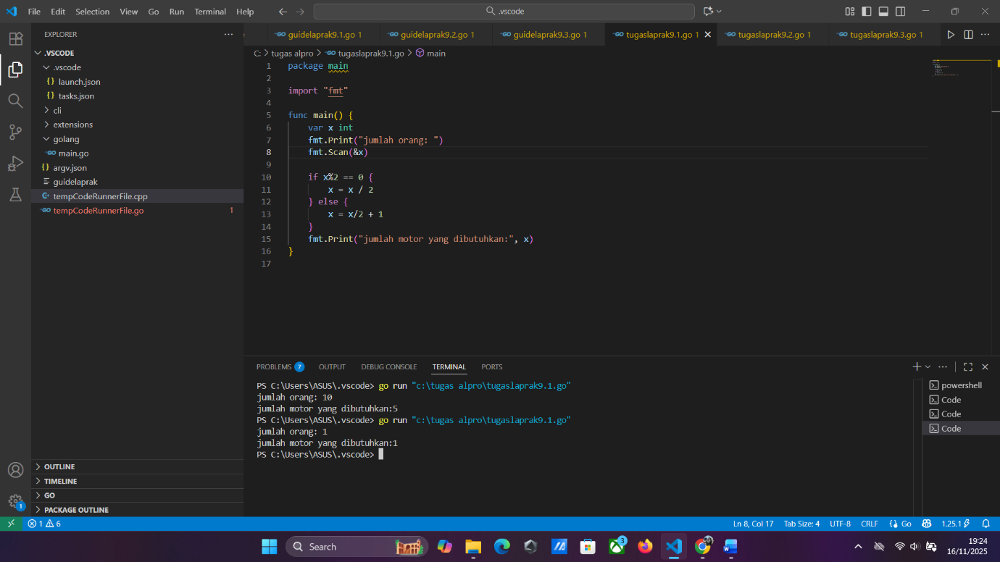 File Edit Selection View Go Run Terminal Help
.vscode
EXPLORER
guidelaprak9.1.go 1
guidelaprak9.2.go 1
guidelaprak9.3.go 1
tugaslaprak9.1.go 1
tugaslaprak9.2.go 1
tugaslaprak9.3.go 1
.VSCODE
.vscode
launch.json
tasks.json
cli
extensions
golang
main.go
argv.json
guidelaprak
tempCodeRunnerFile.cpp
tempCodeRunnerFile.go 1
OUTLINE
TIMELINE
GO
PACKAGE OUTLINE
C: > tugas alpro > tugaslaprak9.1.go > main
1 package main
2
3 import "fmt"
4
5 func main() {
6 var x int
7 fmt.Print("jumlah orang: ")
8 fmt.Scan(&x)
9
10 if x%2 == 0 {
11 x = x / 2
12 } else {
13 x = x/2 + 1
14 }
15 fmt.Print("jumlah motor yang dibutuhkan:", x)
16 }
17
PROBLEMS 7 OUTPUT DEBUG CONSOLE TERMINAL PORTS
PS C:\Users\ASUS\.vscode> go run "c:\tugas alpro\tugaslaprak9.1.go"
jumlah orang: 10
jumlah motor yang dibutuhkan:5
PS C:\Users\ASUS\.vscode> go run "c:\tugas alpro\tugaslaprak9.1.go"
jumlah orang: 1
jumlah motor yang dibutuhkan:1
PS C:\Users\ASUS\.vscode>
powershell
Code
Code
Code
1
1 6
Ln 8, Col 17 Tab Size: 4 UTF-8 CRLF Go 1.25.1
Search
3
19:24
16/11/2025